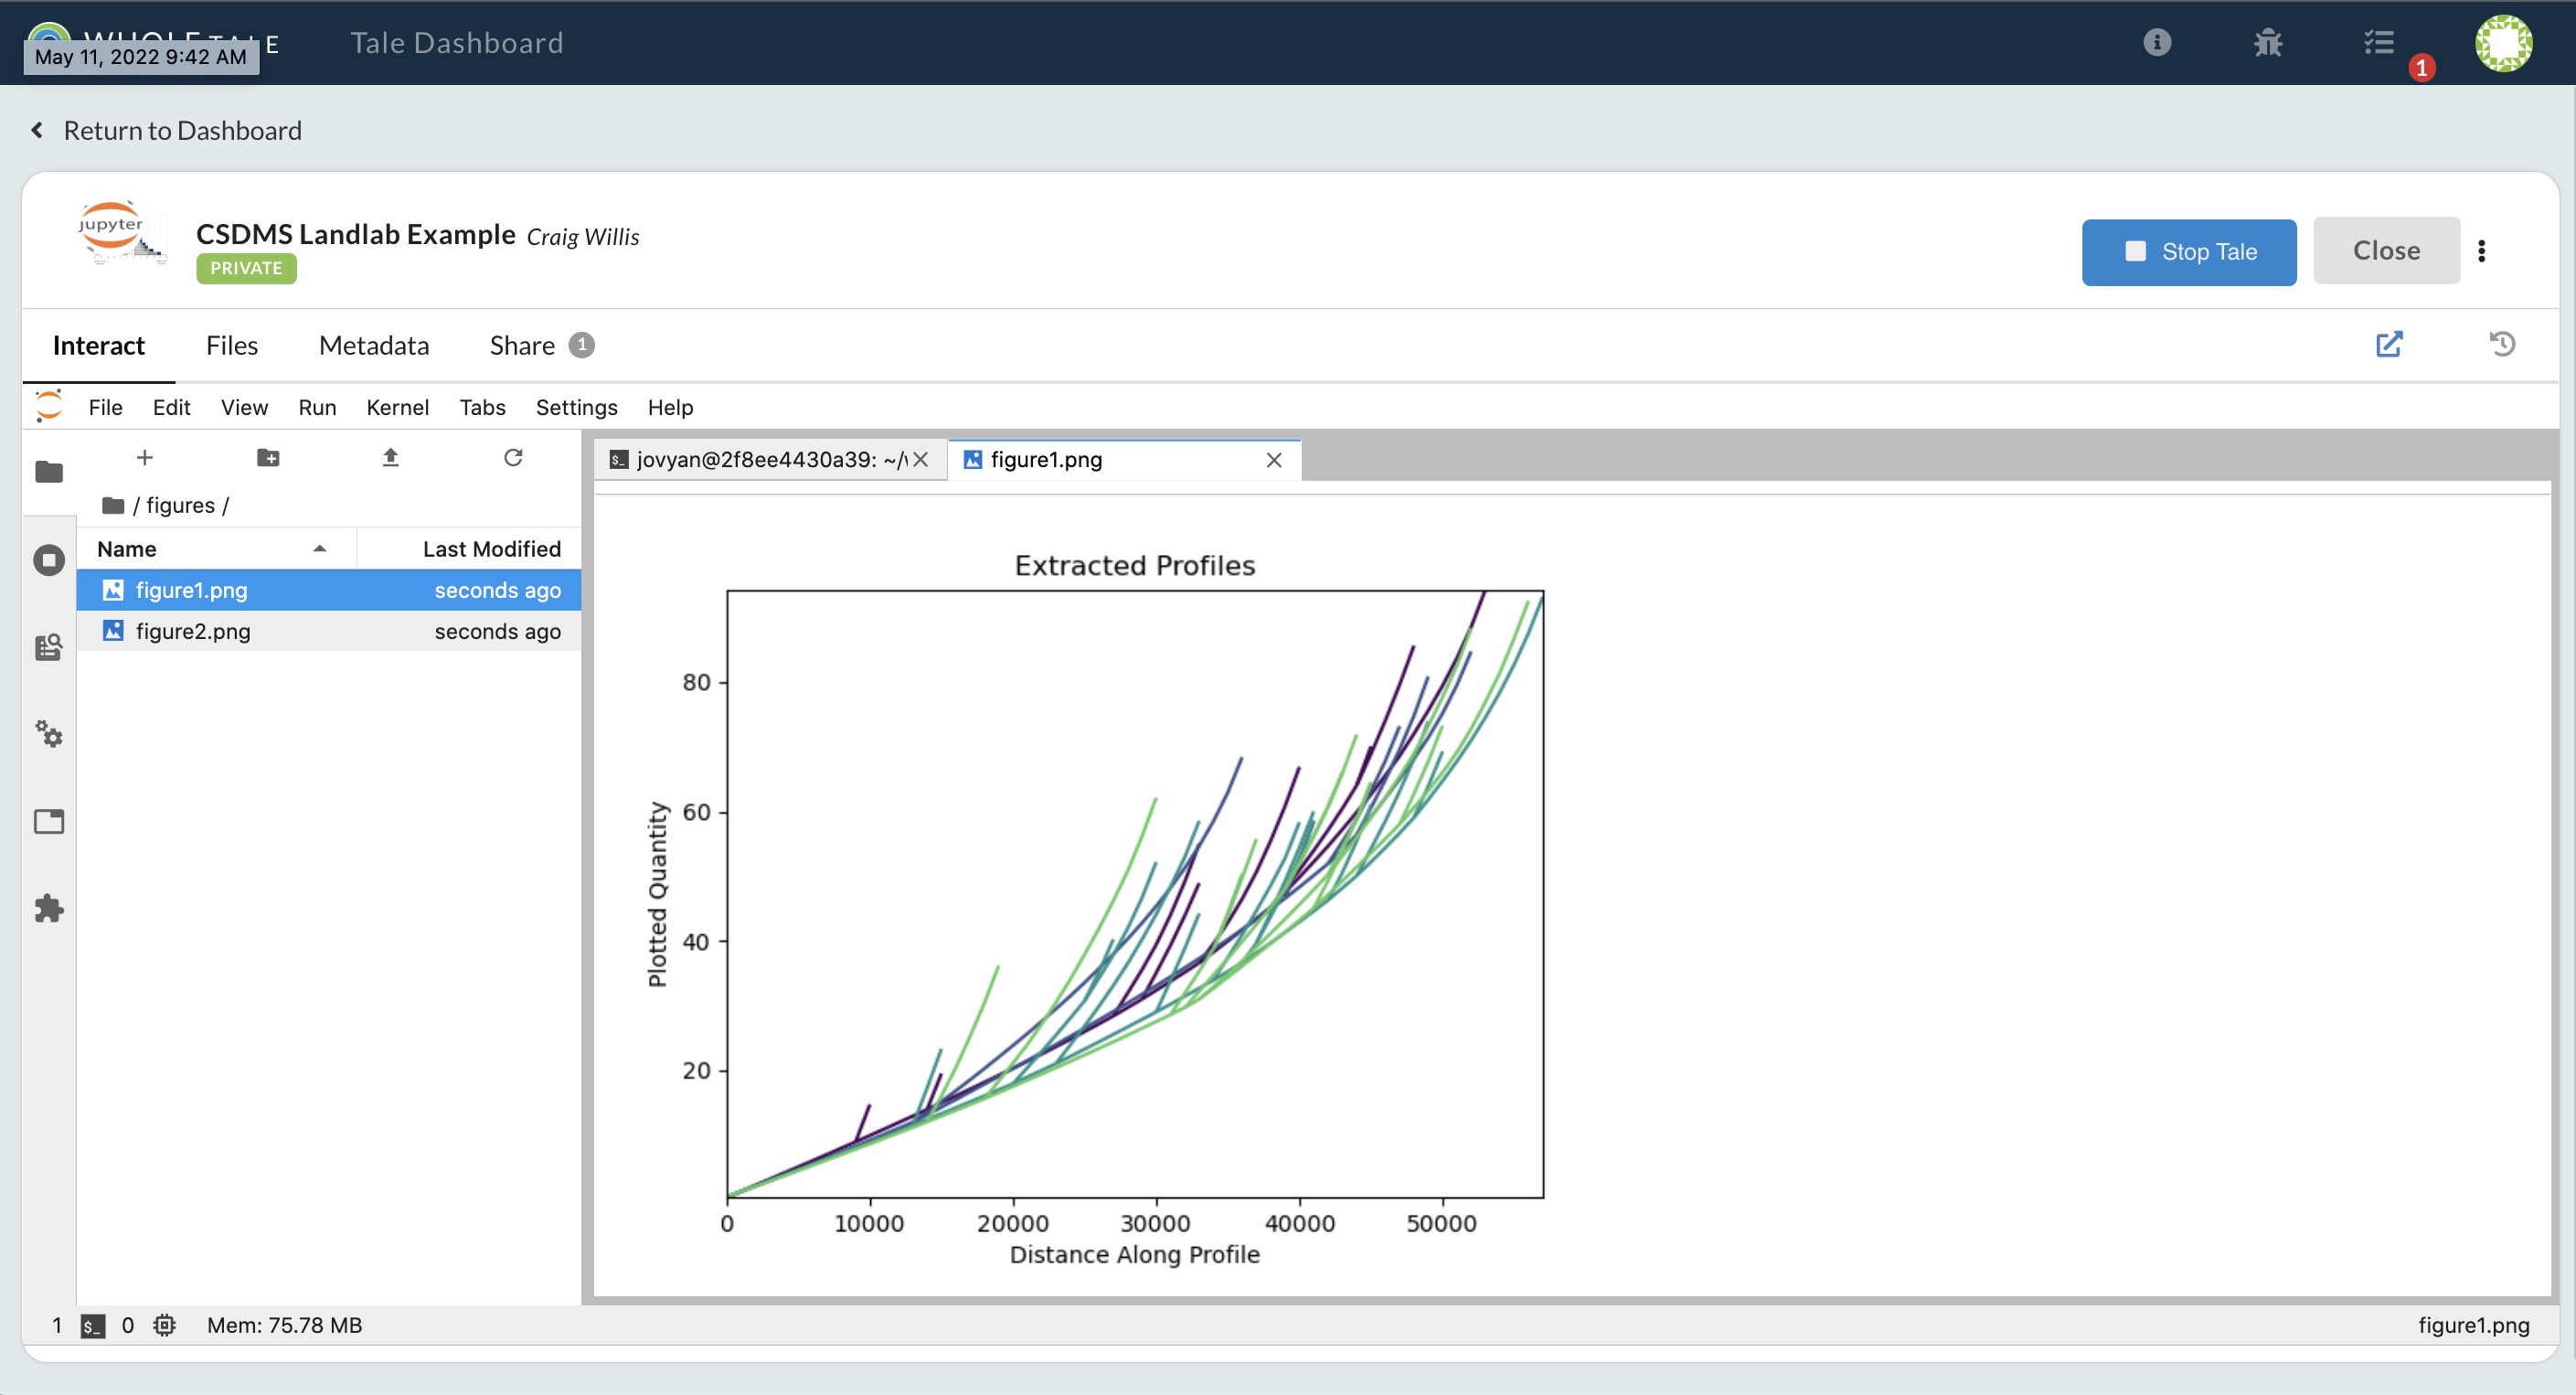 May 11, 2022 9:42 AM
WHOLE TALE
Tale Dashboard
1
Return to Dashboard
jupyter
CSDMS Landlab Example Craig Willis
PRIVATE
Stop Tale
Close
Interact
Files
Metadata
Share 1
File Edit View Run Kernel Tabs Settings Help
jovyan@2f8ee4430a39: ~/
figure1.png
/ figures /
Name
Last Modified
figure1.png seconds ago
figure2.png seconds ago
Extracted Profiles
Plotted Quantity
80
60
40
20
0 10000 20000 30000 40000 50000
Distance Along Profile
1 $_ 0 Mem: 75.78 MB
figure1.png